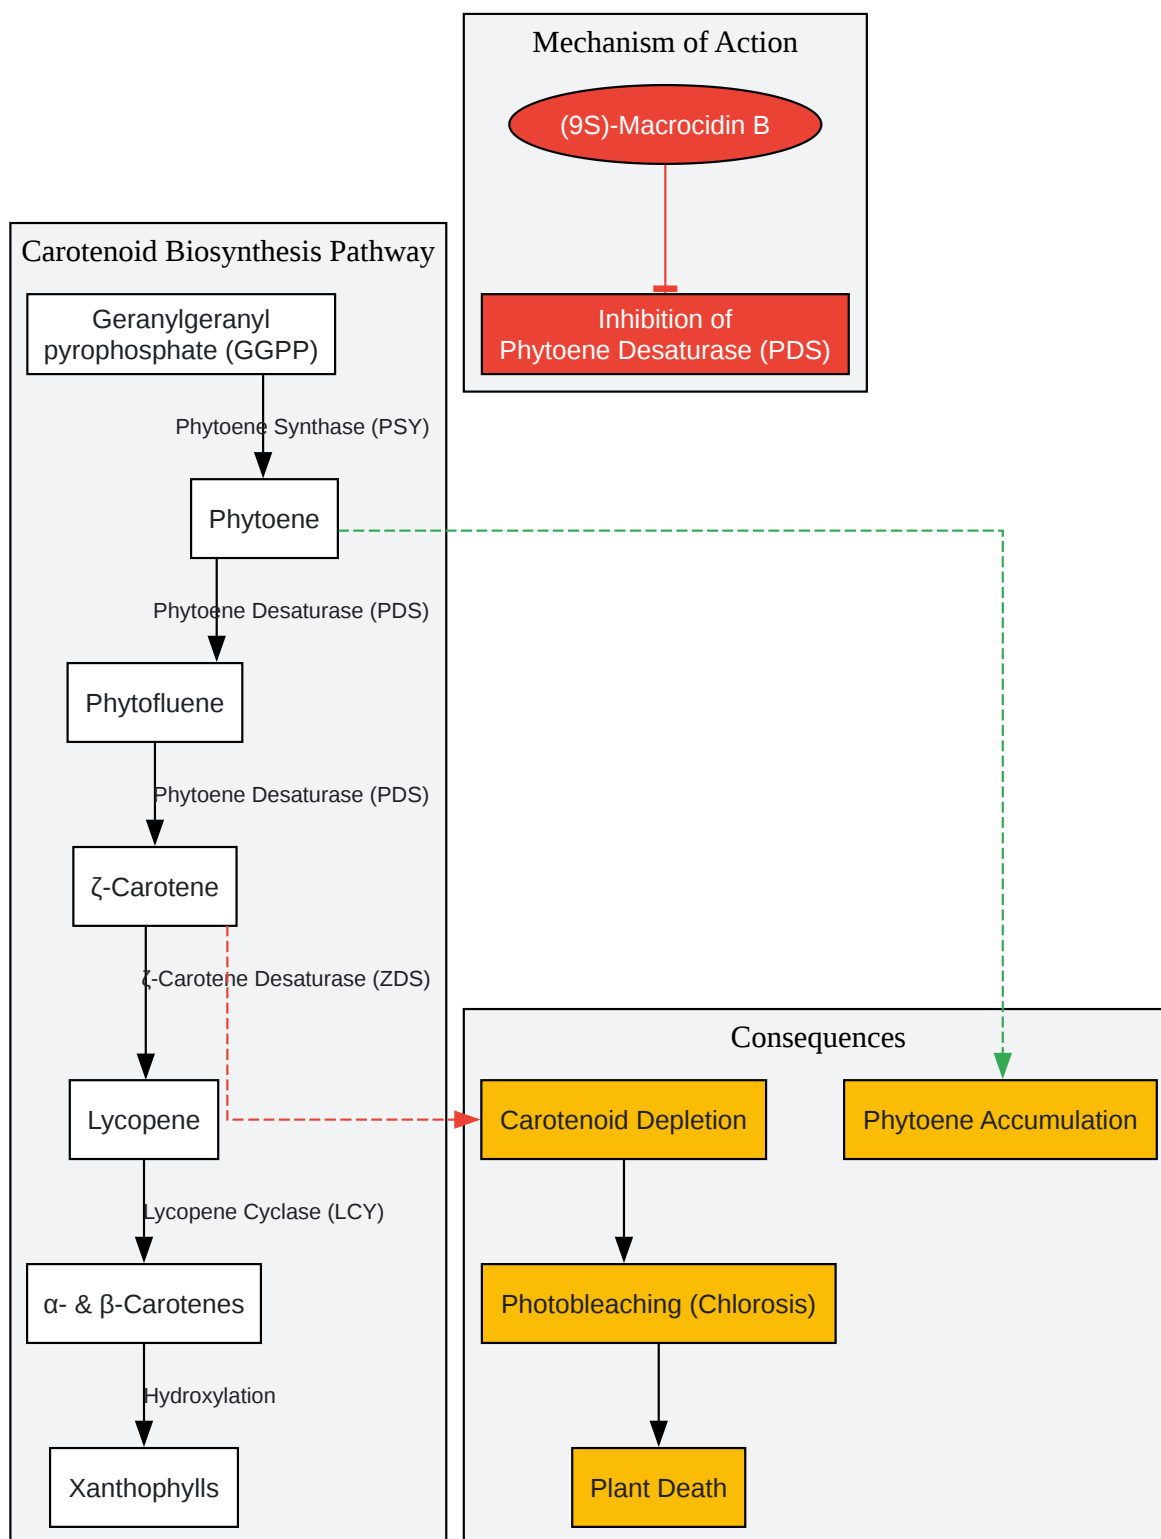 Mechanism of Action
(9S)-Macrocidin B
Inhibition of
Phytoene Desaturase (PDS)
Carotenoid Biosynthesis Pathway
Geranylgeranyl
pyrophosphate (GGPP)
Phytoene Synthase (PSY)
Phytoene
Phytoene Desaturase (PDS)
Phytofluene
Phytoene Desaturase (PDS)
ζ-Carotene
ζ-Carotene Desaturase (ZDS)
Lycopene
Lycopene Cyclase (LCY)
α- & β-Carotenes
Hydroxylation
Xanthophylls
Consequences
Carotenoid Depletion
Phytoene Accumulation
Photobleaching (Chlorosis)
Plant Death